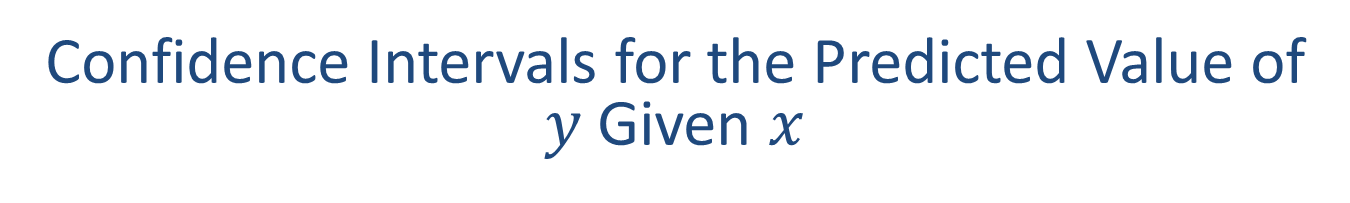 Confidence Intervals for the Predicted Value of
𝑦 Given 𝑥